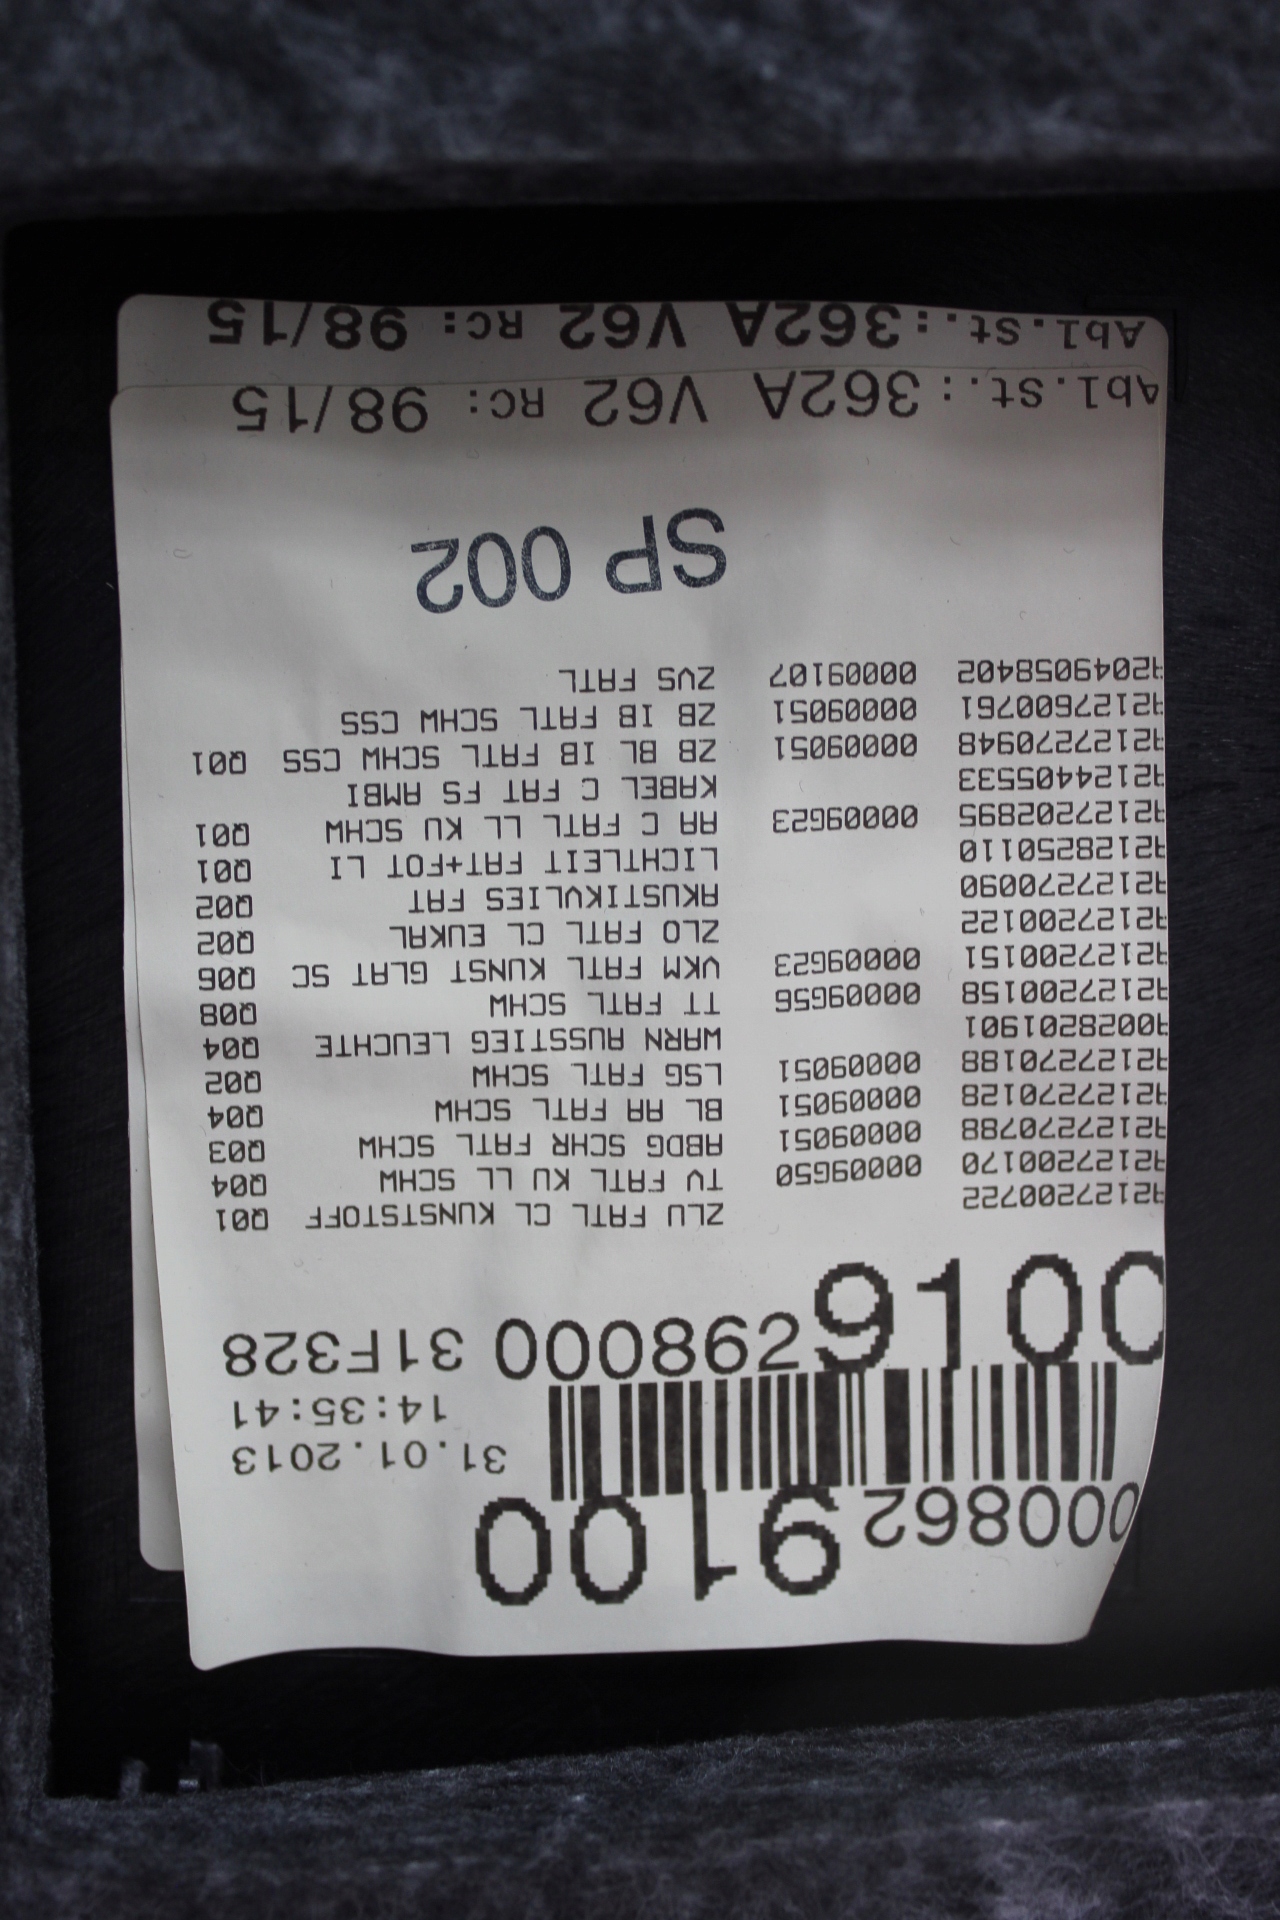 0008629100
31.01.2013
14:35:41
0008629100 31F328
A2127200722 ZLU FATL CL KUNSTSTOFF Q01
A2127200170 00009650 TV FATL KU LL SCHW Q04
A2127270788 00009051 ABDG SCHR FATL SCHW Q03
A2127270128 00009051 BL AA FATL SCHW Q04
A2127270188 00009051 LSG FATL SCHW Q02
A0028201901 WARN AUSSTIEG LEUCHTE Q04
A2127200158 00009656 TT FATL SCHW Q08
A2127200151 00009623 VKM FATL KUNST GLAT SC Q06
A2127200122 ZLO FATL CL EUKAL Q02
A2127270090 AKUSTIKVLIES FAT Q02
A2128250110 LICHTLEIT FAT+FOT LI Q01
A2127202895 00009623 AA C FATL LL KU SCHW Q01
A2124405533 KABEL C FAT FS AMBI
A2127270948 00009051 ZB BL IB FATL SCHW CSS Q01
A2127600761 00009051 ZB IB FATL SCHW CSS
A2049058402 00009107 ZVS FATL
SP 002
Abl.St.:362A V62 RC: 98/15
Abl.St.:362A V62 RC: 98/15